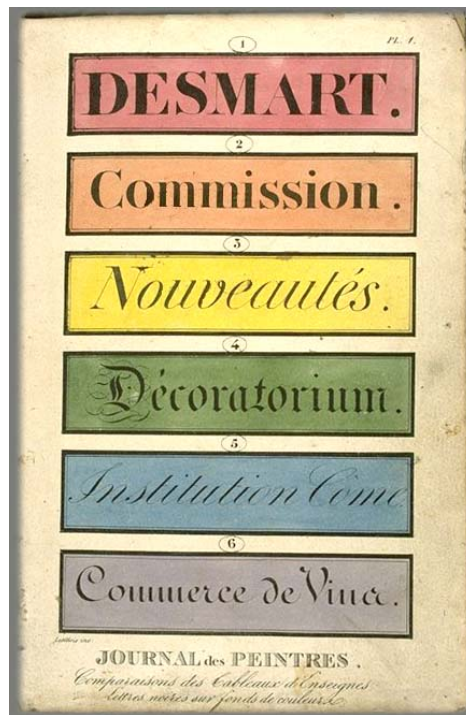 PL. 1.
1
DESMART.
2
Commission.
3
Nouveautés.
4
Décoratorium.
5
Institution Come
6
Commerce de Vins.
JOURNAL des PEINTRES.
Comparaisons des Tableaux d'Enseignes
lettres noires sur fonds de couleurs